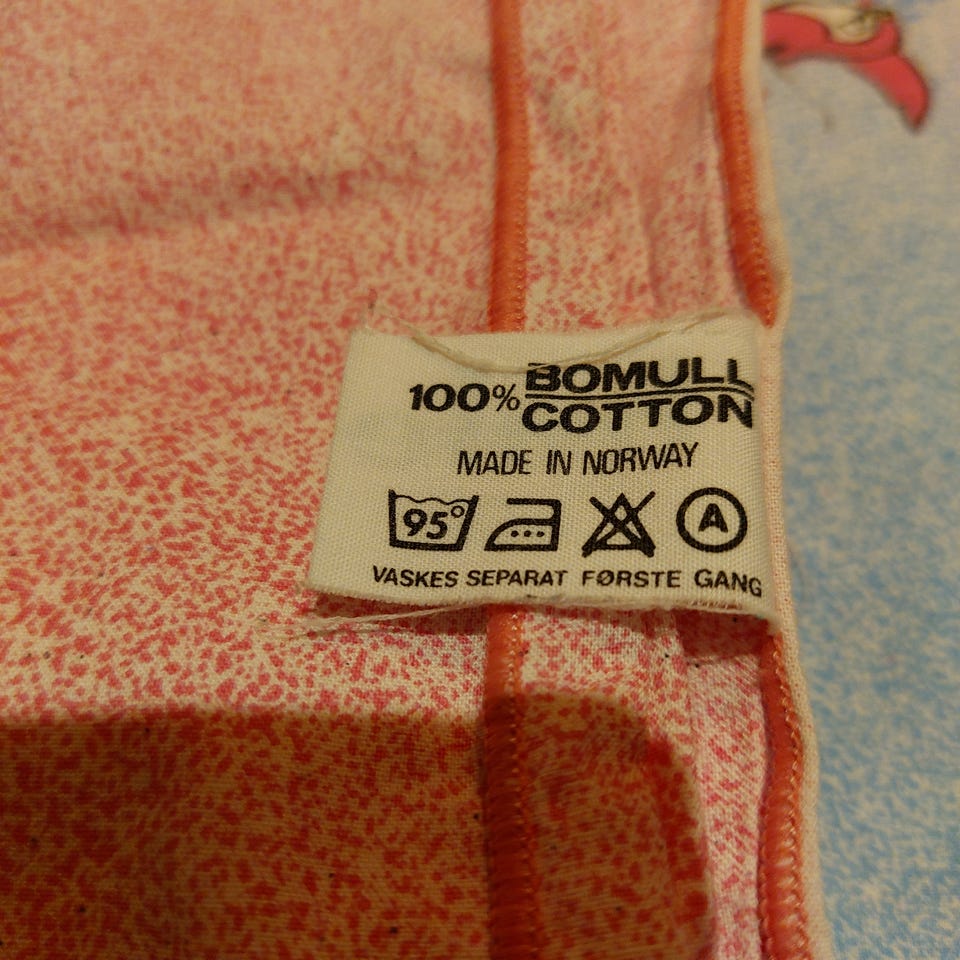 100% BOMULL
COTTON
MADE IN NORWAY
95° A
VASKES SEPARAT FØRSTE GANG